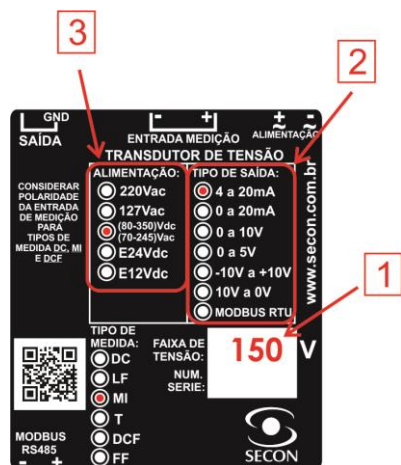 3
2
GND
- +
+ -
SAÍDA
ENTRADA MEDIÇÃO
ALIMENTAÇÃO
TRANSDUTOR DE TENSÃO
CONSIDERAR
POLARIDADE
DA ENTRADA
DE MEDIÇÃO
PARA
TIPOS DE
MEDIDA DC, MI
E DCF
ALIMENTAÇÃO:
220Vac
127Vac
(80-350)Vdc
(70-245)Vac
E24Vdc
E12Vdc
TIPO DE SAÍDA:
4 a 20mA
0 a 20mA
0 a 10V
0 a 5V
-10V a +10V
10V a 0V
MODBUS RTU
www.secon.com.br
1
TIPO DE
MEDIDA:
DC
LF
MI
T
DCF
FF
FAIXA DE
TENSÃO:
150 V
NUM.
SERIE:
MODBUS
RS485
- +
SECON